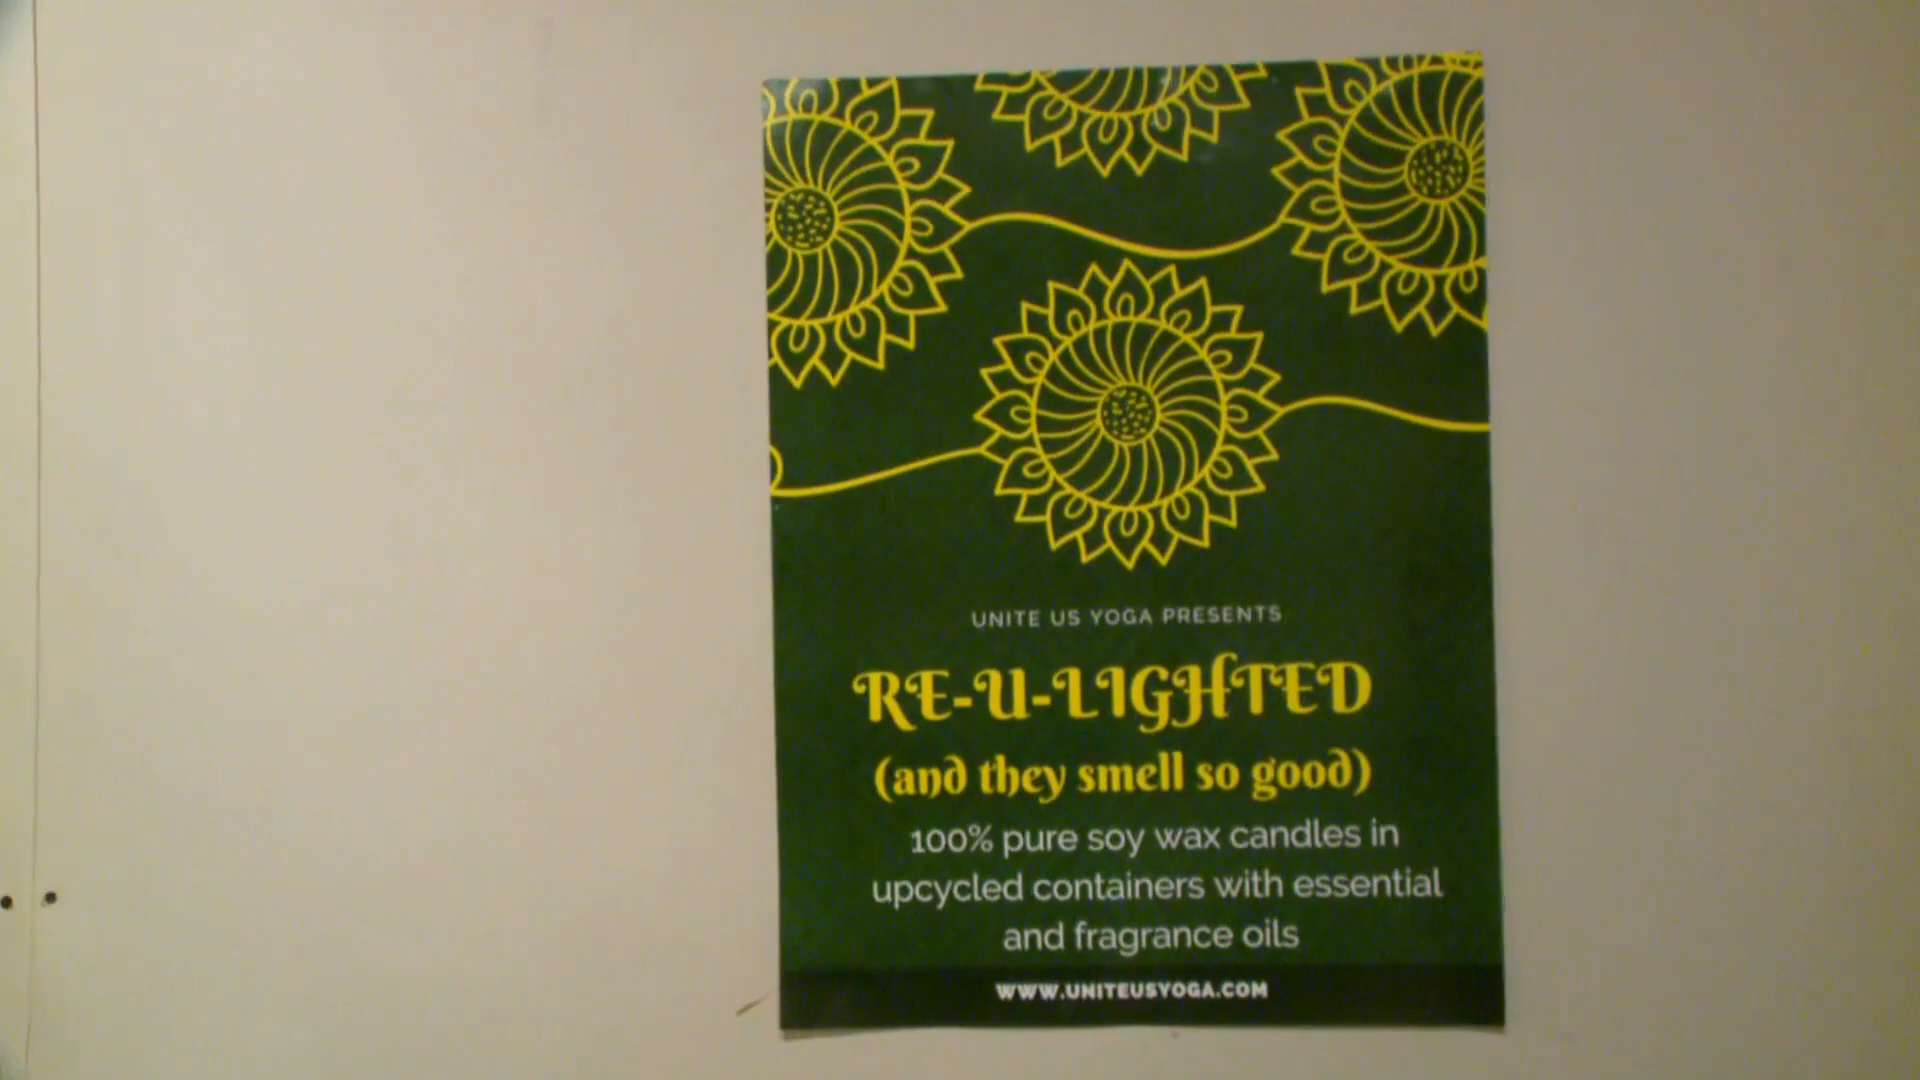 UNITE US YOGA PRESENTS
RE-U-LIGHTED
(and they smell so good)
100% pure soy wax candles in
upcycled containers with essential
and fragrance oils
WWW.UNITEUSYOGA.COM